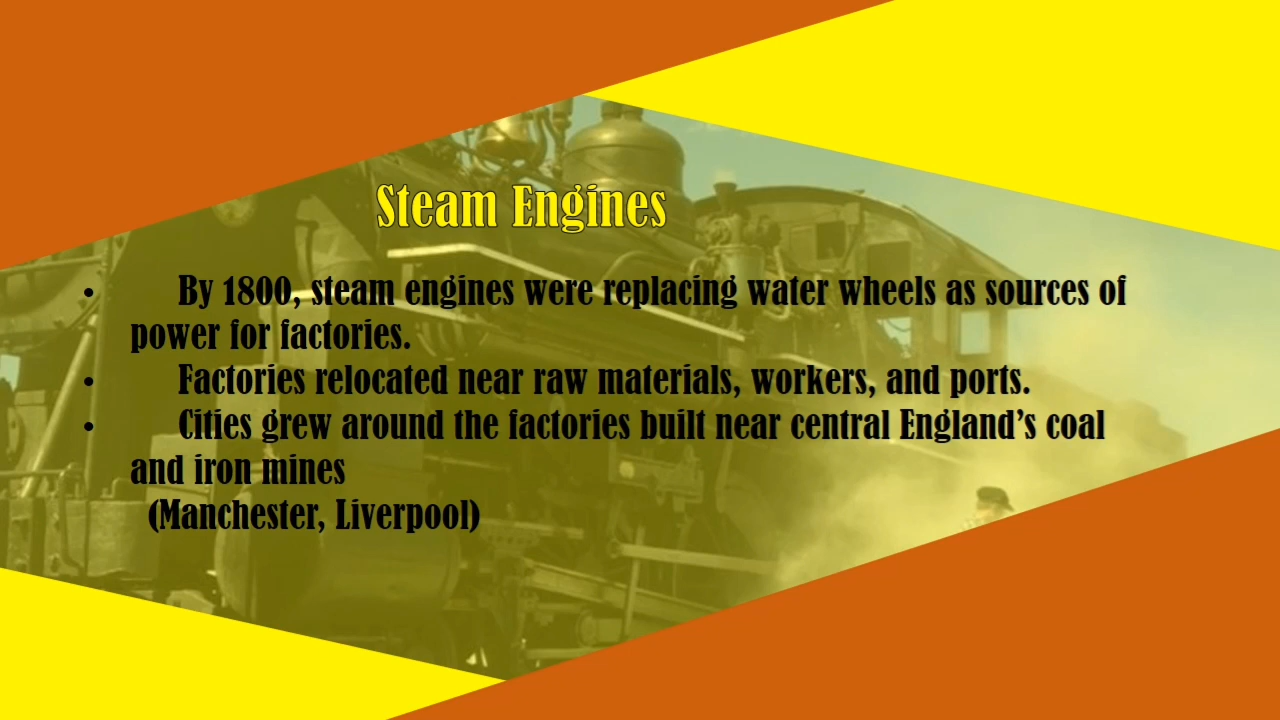 Steam Engines
• By 1800, steam engines were replacing water wheels as sources of
power for factories.
• Factories relocated near raw materials, workers, and ports.
• Cities grew around the factories built near central England’s coal
and iron mines
(Manchester, Liverpool)